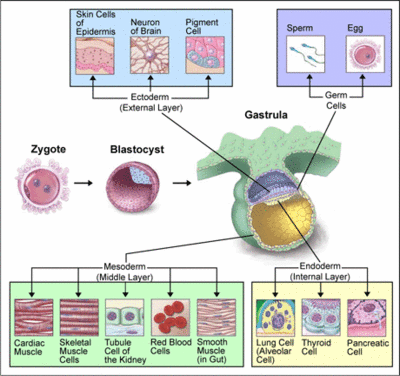 Skin Cells
of
Epidermis
Neuron
of Brain
Pigment
Cell
Sperm
Egg
Ectoderm
(External Layer)
Germ
Cells
Gastrula
Zygote
Blastocyst
Mesoderm
(Middle Layer)
Endoderm
(Internal Layer)
Cardiac
Muscle
Skeletal
Muscle
Cells
Tubule
Cell of
the Kidney
Red Blood
Cells
Smooth
Muscle
(in Gut)
Lung Cell
(Alveolar
Cell)
Thyroid
Cell
Pancreatic
Cell